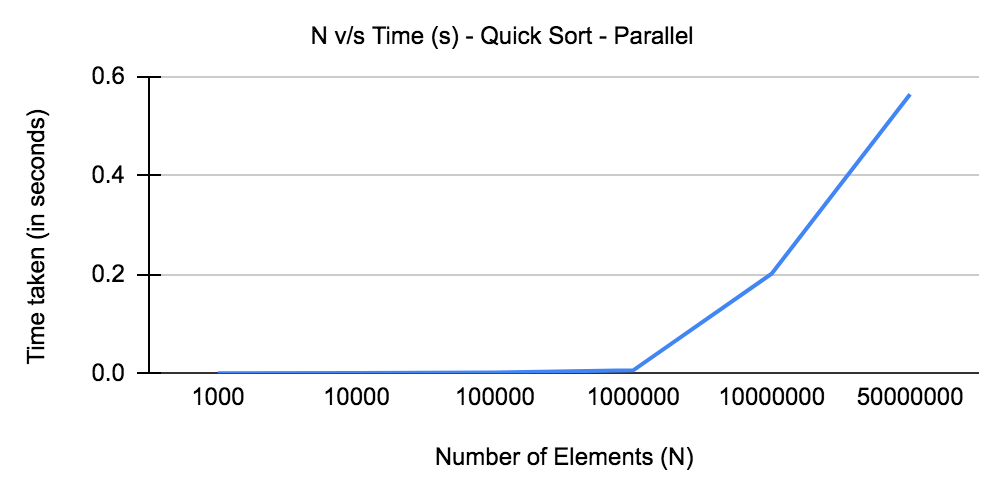 N v/s Time (s) - Quick Sort - Parallel
Time taken (in seconds)
0.6
0.4
0.2
0.0
1000 10000 100000 1000000 10000000 50000000
Number of Elements (N)